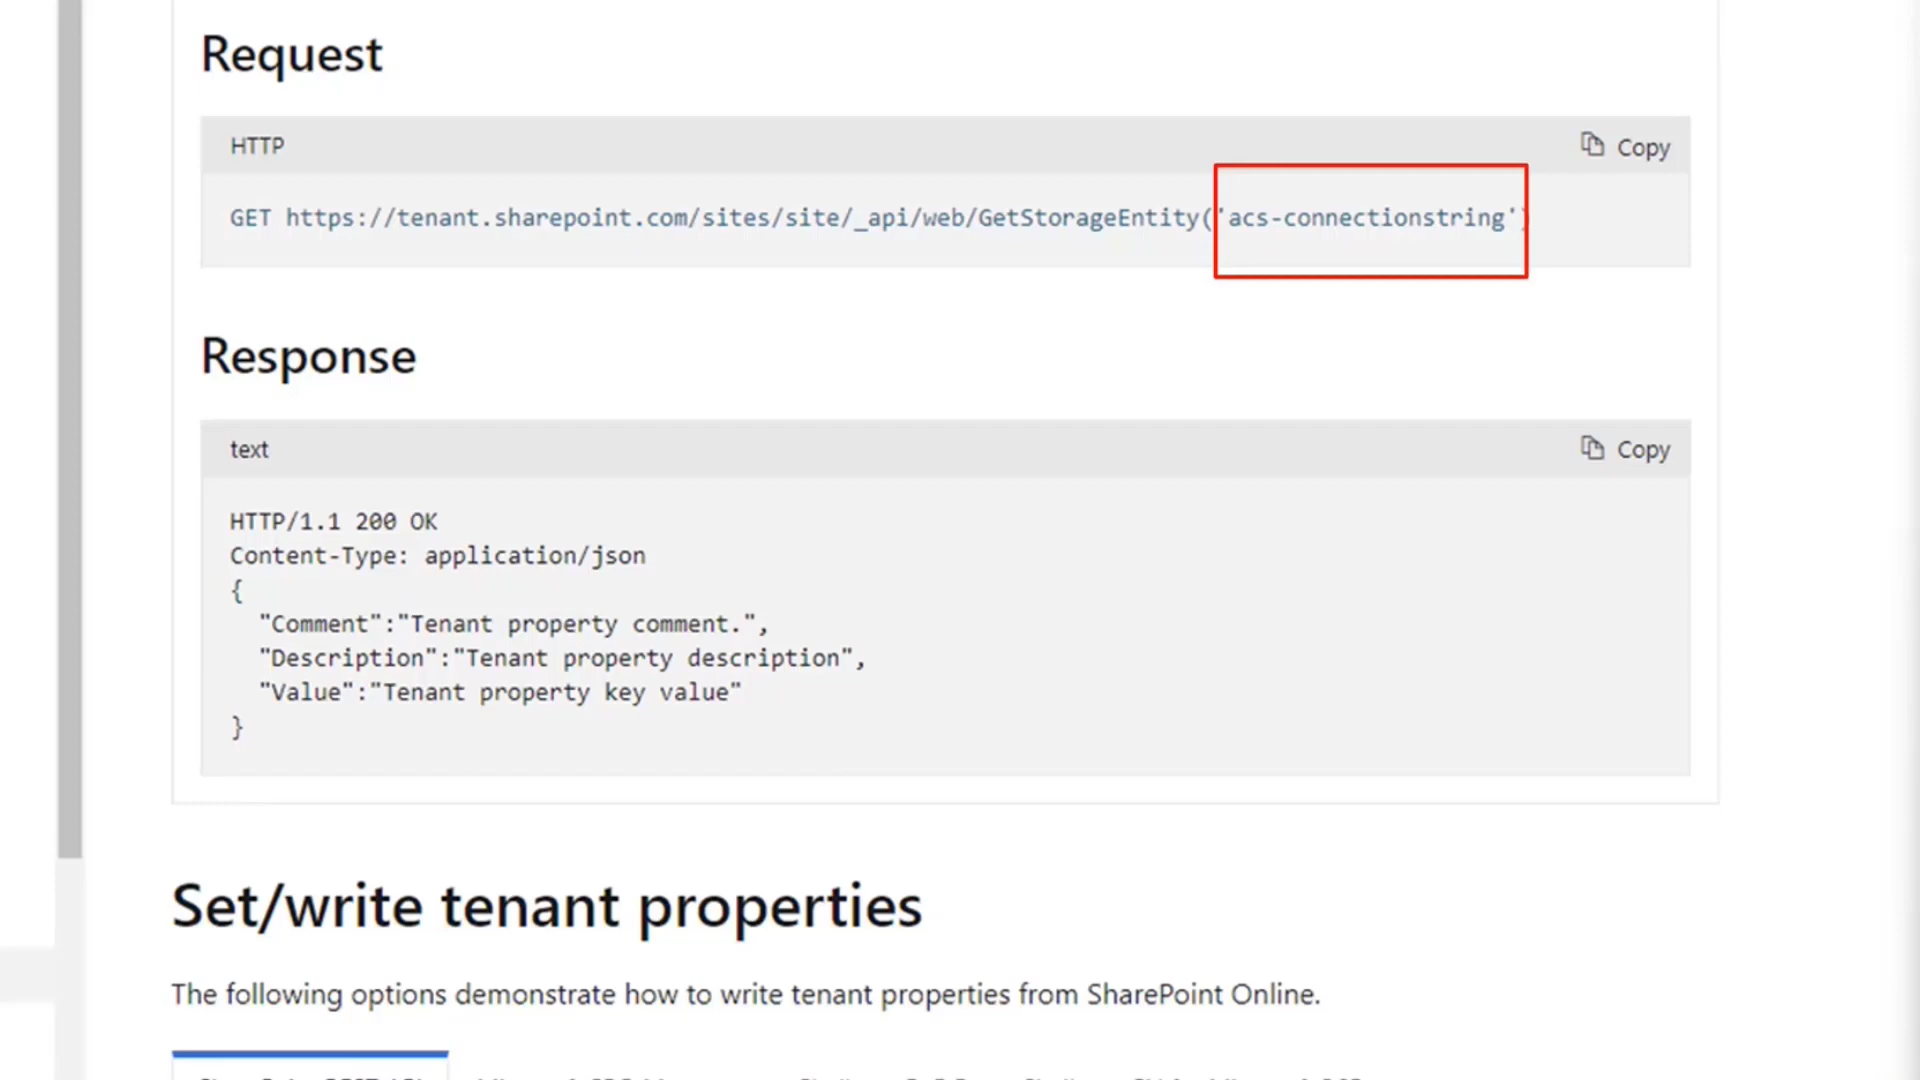 Request
HTTP
Copy
GET https://tenant.sharepoint.com/sites/site/_api/web/GetStorageEntity('acs-connectionstring')
Response
text
Copy
HTTP/1.1 200 OK
Content-Type: application/json
{
"Comment":"Tenant property comment.",
"Description":"Tenant property description",
"Value":"Tenant property key value"
}
Set/write tenant properties
The following options demonstrate how to write tenant properties from SharePoint Online.